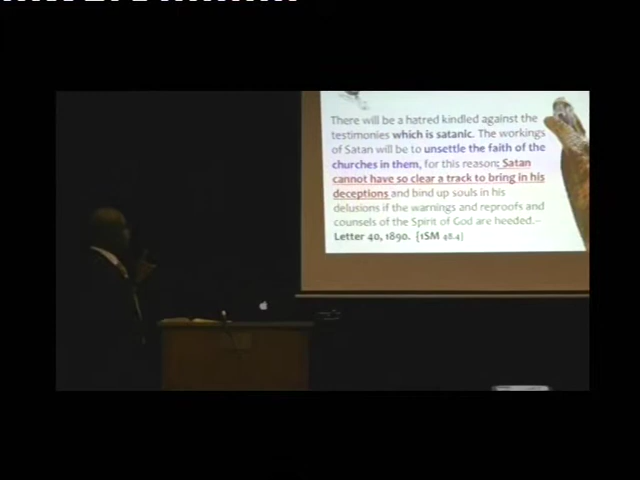 There will be a hatred kindled against the
testimonies which is satanic. The workings
of Satan will be to unsettle the faith of the
churches in them, for this reason: Satan
cannot have so clear a track to bring in his
deceptions and bind up souls in his
delusions if the warnings and reproofs and
counsels of the Spirit of God are heeded.–
Letter 40, 1890. {1SM 48.4}